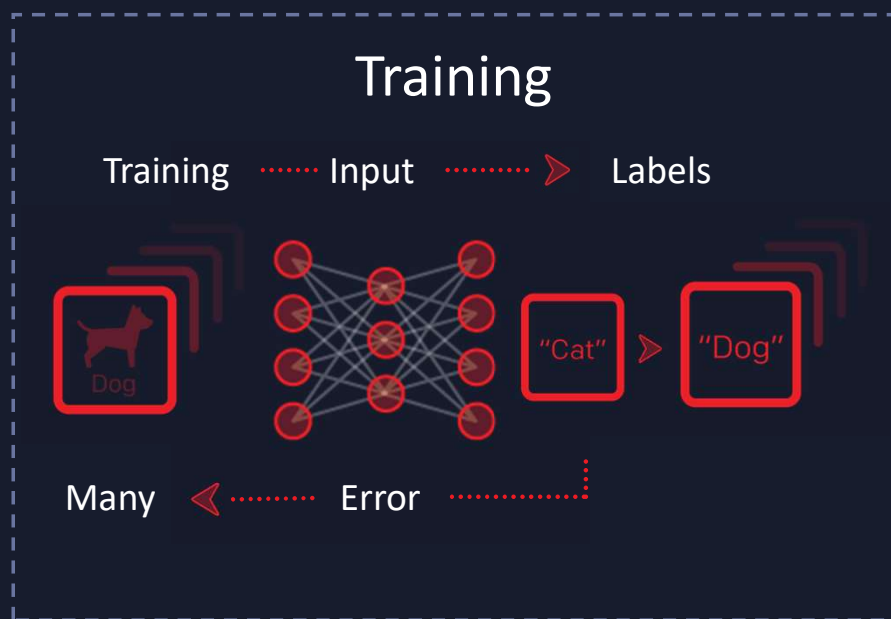 Training
Training Input Labels
Dog
"Cat" "Dog"
Many Error